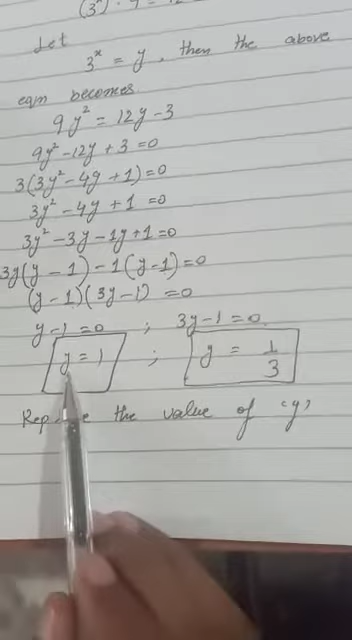 Let
3ˣ = y, then the above
eqn becomes.
9y² = 12y - 3
9y² - 12y + 3 = 0
3(3y² - 4y + 1) = 0
3y² - 4y + 1 = 0
3y² - 3y - 1y + 1 = 0
3y(y - 1) - 1(y - 1) = 0
(y - 1)(3y - 1) = 0
y - 1 = 0 ; 3y - 1 = 0
y = 1 ; y = 1/3
the value of 'y'